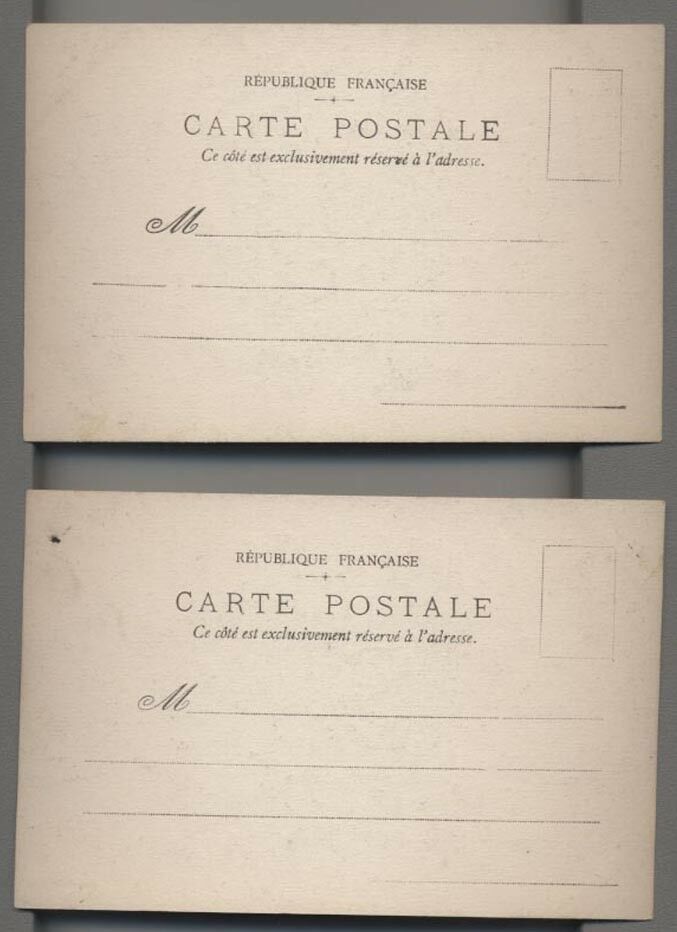 RÉPUBLIQUE FRANÇAISE
CARTE POSTALE
Ce côté est exclusivement réservé à l'adresse.
M
RÉPUBLIQUE FRANÇAISE
CARTE POSTALE
Ce côté est exclusivement réservé à l'adresse.
M